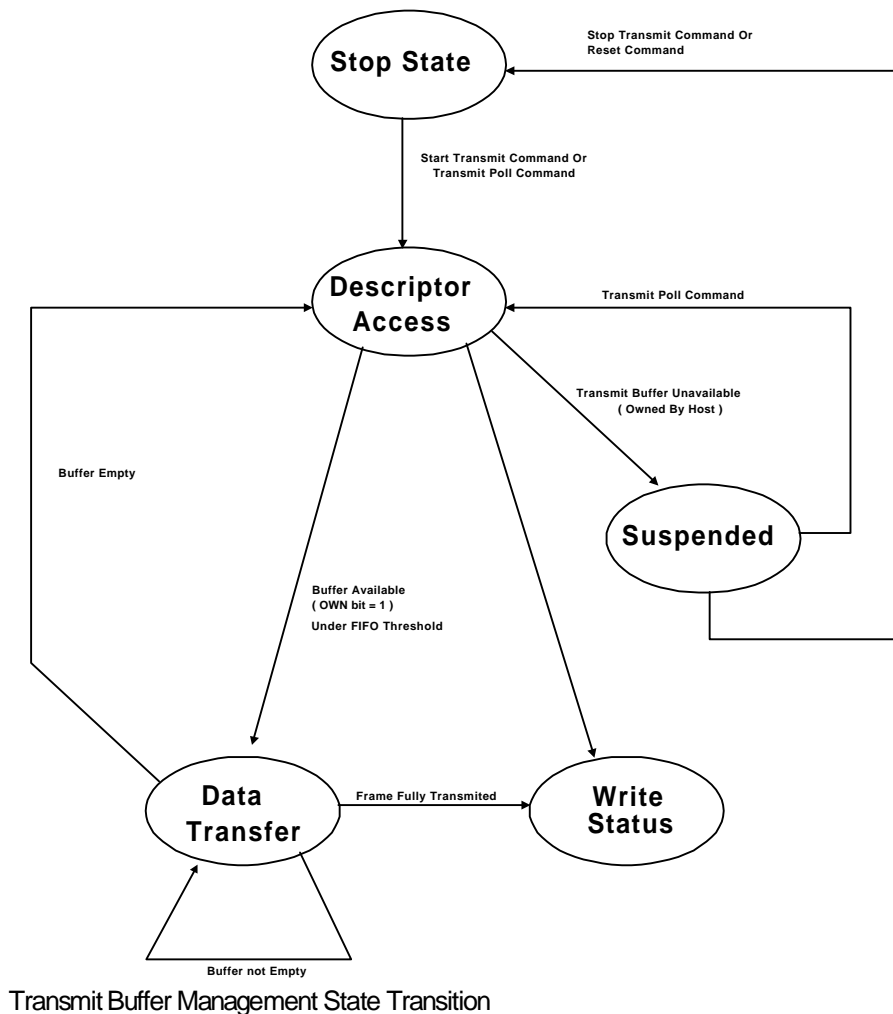 Stop Transmit Command Or
Reset Command
Stop State
Start Transmit Command Or
Transmit Poll Command
Descriptor
Access
Transmit Poll Command
Transmit Buffer Unavailable
( Owned By Host )
Buffer Empty
Suspended
Buffer Available
( OWN bit = 1 )
Under FIFO Threshold
Data
Transfer
Frame Fully Transmited
Write
Status
Buffer not Empty
Transmit Buffer Management State Transition